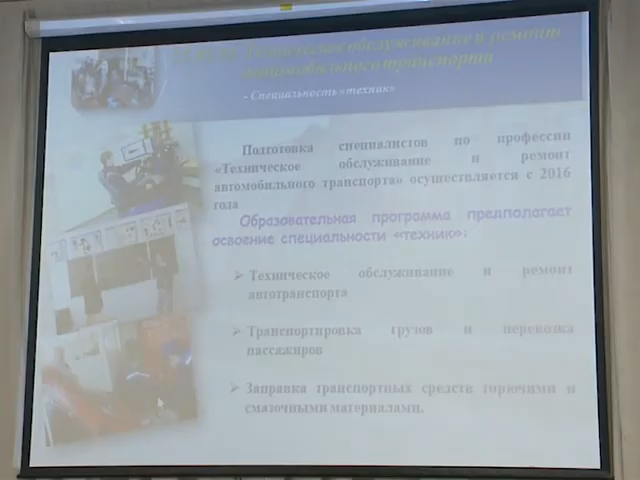 Техническое обслуживание и ремонт
автомобильного транспорта
- Специальность «техник»
Подготовка специалистов по профессии
«Техническое обслуживание и ремонт
автомобильного транспорта» осуществляется с 2016
года
Образовательная программа предполагает
освоение специальности «техник»:
Техническое обслуживание и ремонт
автотранспорта
Транспортировка грузов и перевозка
пассажиров
Заправка транспортных средств горючими и
смазочными материалами.